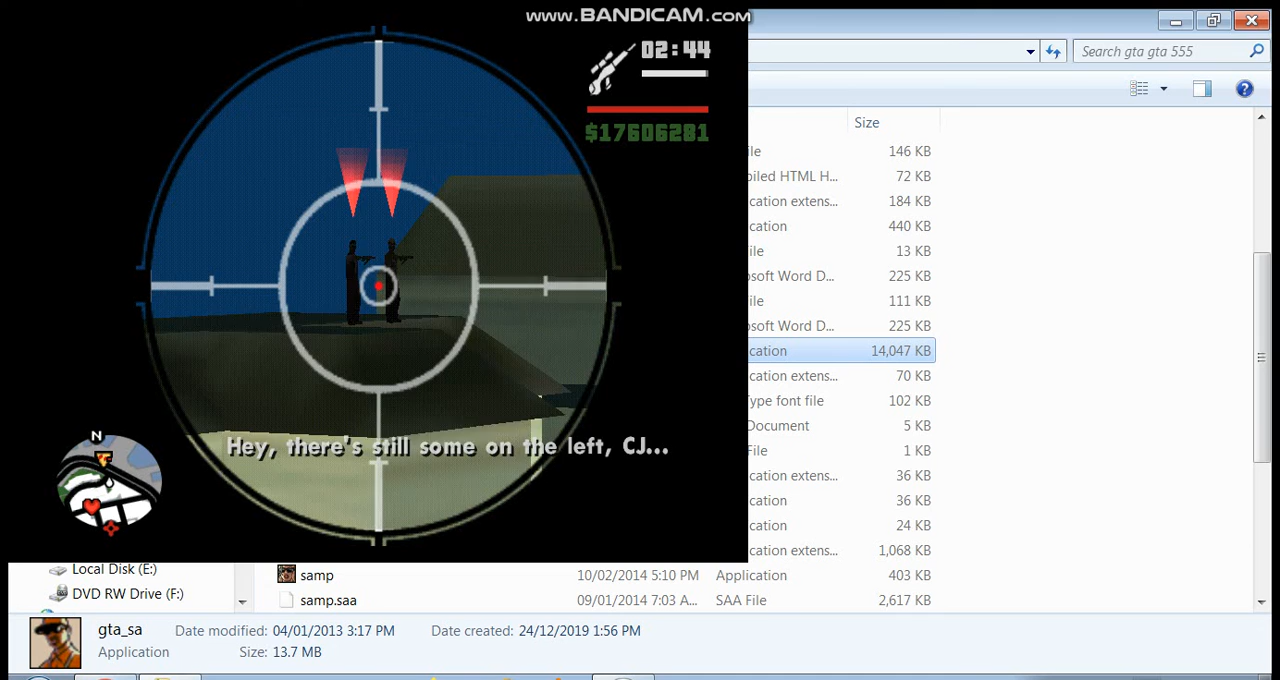 www.BANDICAM.com
02:44
$17606281
N
Hey, there's still some on the left, CJ...
Search gta gta 555
Size
ile 146 KB
piled HTML H... 72 KB
cation extens... 184 KB
cation 440 KB
ile 13 KB
osoft Word D... 225 KB
ile 111 KB
osoft Word D... 225 KB
cation 14,047 KB
cation extens... 70 KB
Type font file 102 KB
Document 5 KB
File 1 KB
cation extens... 36 KB
cation 36 KB
cation 24 KB
cation extens... 1,068 KB
Local Disk (E:)
DVD RW Drive (F:)
samp 10/02/2014 5:10 PM Application 403 KB
samp.saa 09/01/2014 7:03 A... SAA File 2,617 KB
gta_sa Date modified: 04/01/2013 3:17 PM Date created: 24/12/2019 1:56 PM
Application Size: 13.7 MB